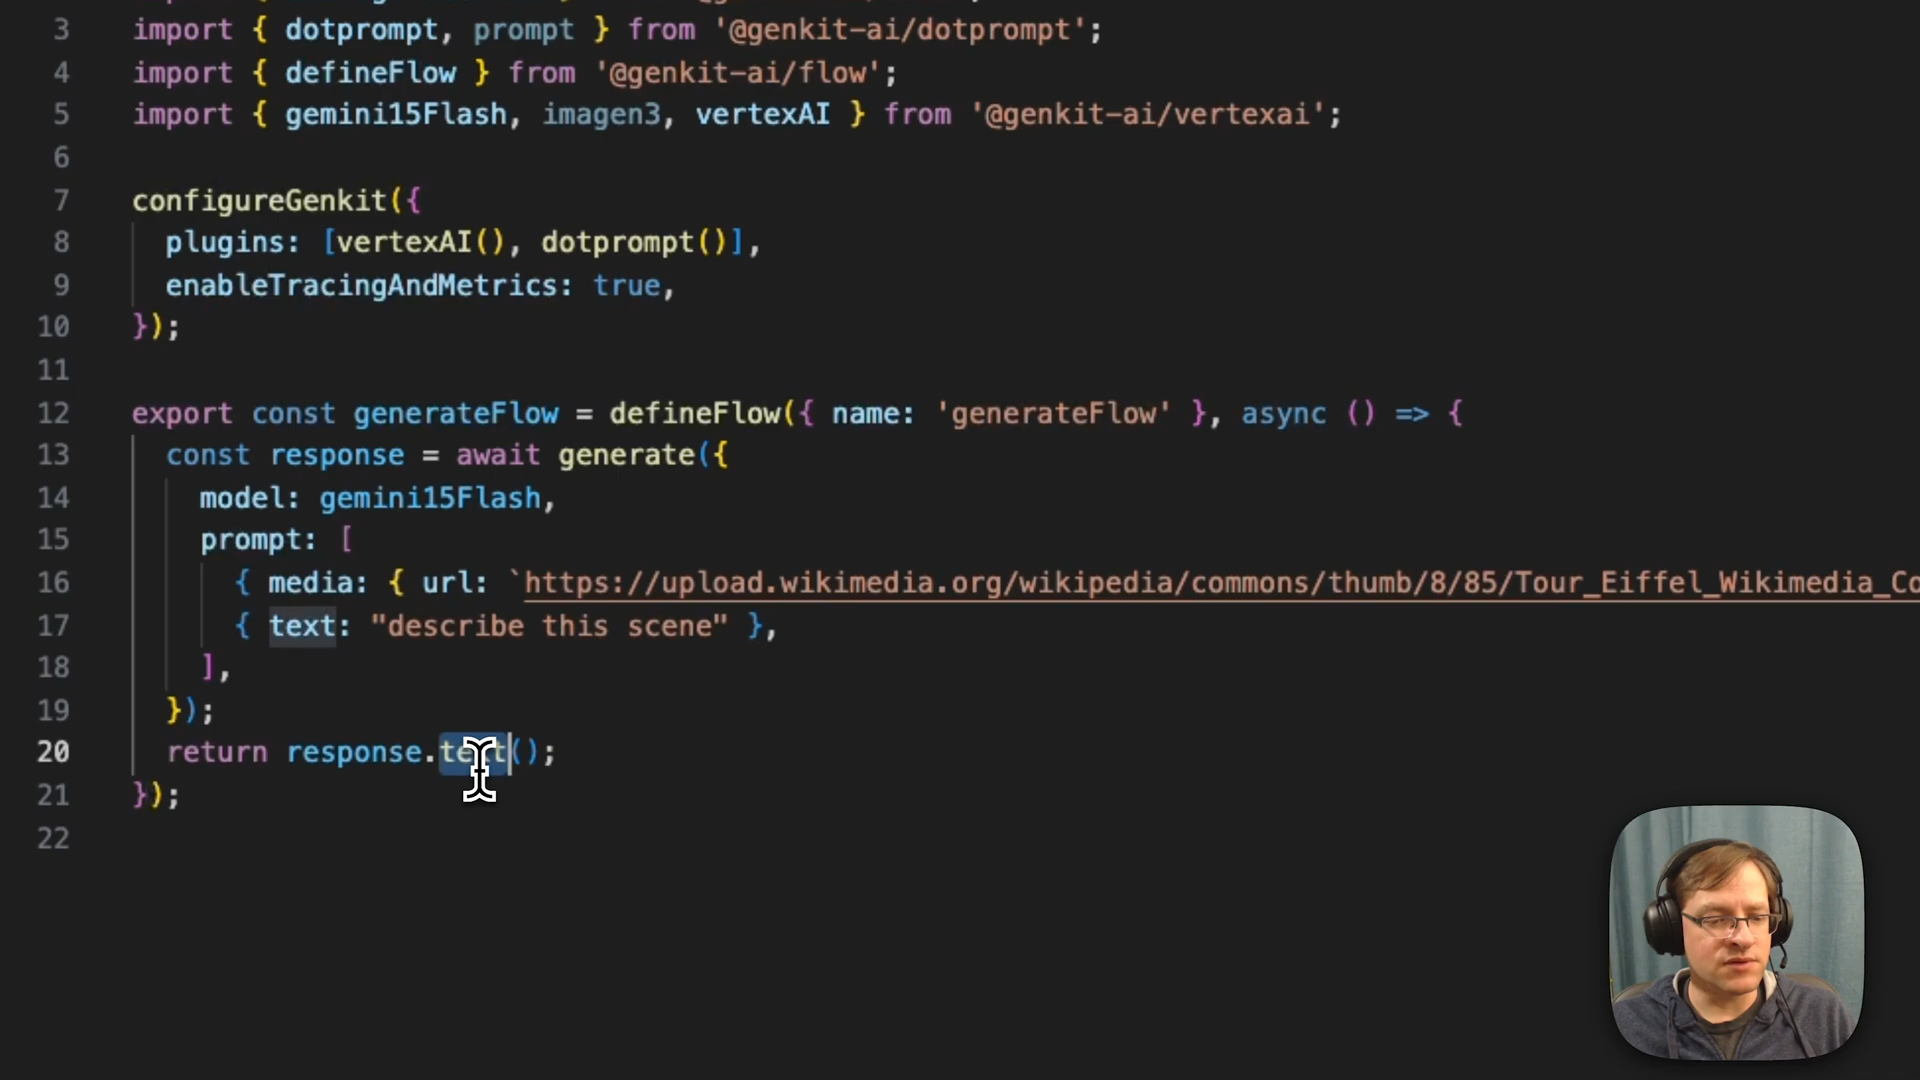 3 import { dotprompt, prompt } from '@genkit-ai/dotprompt';
4 import { defineFlow } from '@genkit-ai/flow';
5 import { gemini15Flash, imagen3, vertexAI } from '@genkit-ai/vertexai';
6
7 configureGenkit({
8 plugins: [vertexAI(), dotprompt()],
9 enableTracingAndMetrics: true,
10 });
11
12 export const generateFlow = defineFlow({ name: 'generateFlow' }, async () => {
13 const response = await generate({
14 model: gemini15Flash,
15 prompt: [
16 { media: { url: `https://upload.wikimedia.org/wikipedia/commons/thumb/8/85/Tour_Eiffel_Wikimedia_Co
17 { text: "describe this scene" },
18 ],
19 });
20 return response.text();
21 });
22